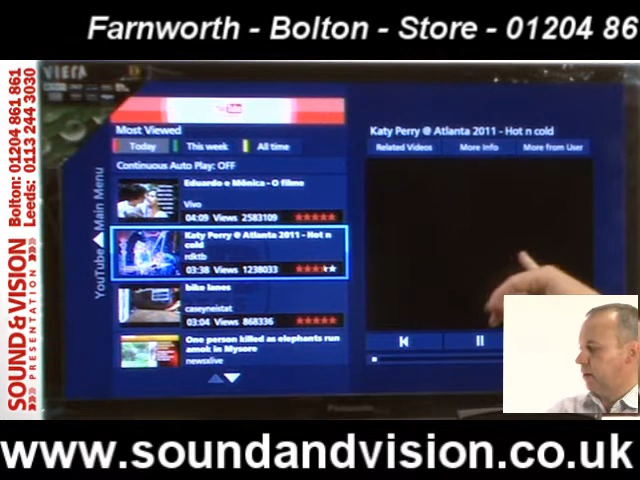 Farnworth - Bolton - Store - 01204 86
Bolton: 01204 861 861
Leeds: 0113 244 3030
SOUND & VISION
PRESENTATION
VIERA
You Tube
Most Viewed
Today
This week
All time
Continuous Auto Play: OFF
Eduardo e Mônica - O filme
Vivo
04:09 Views 2583109
Katy Perry @ Atlanta 2011 - Hot n
cold
rdktb
03:38 Views 1238033
bike lanes
caseyneistat
03:04 Views 868336
One person killed as elephants run
amok in Mysore
newsxlive
YouTube
Main Menu
Katy Perry @ Atlanta 2011 - Hot n cold
Related Videos
More Info
More from User
Panasonic
www.soundandvision.co.uk